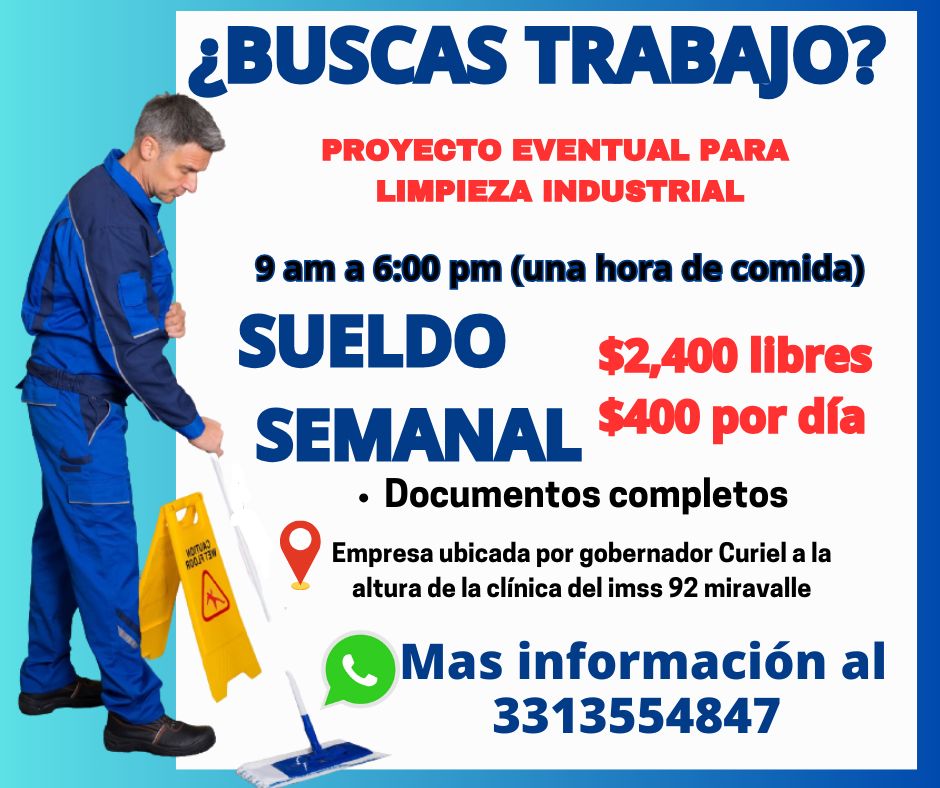 ¿BUSCAS TRABAJO?
PROYECTO EVENTUAL PARA
LIMPIEZA INDUSTRIAL
9 am a 6:00 pm (una hora de comida)
SUELDO
SEMANAL
$2,400 libres
$400 por día
• Documentos completos
Empresa ubicada por gobernador Curiel a la
altura de la clínica del imss 92 miravalle
CAUTION
WET FLOOR
Mas información al
3313554847